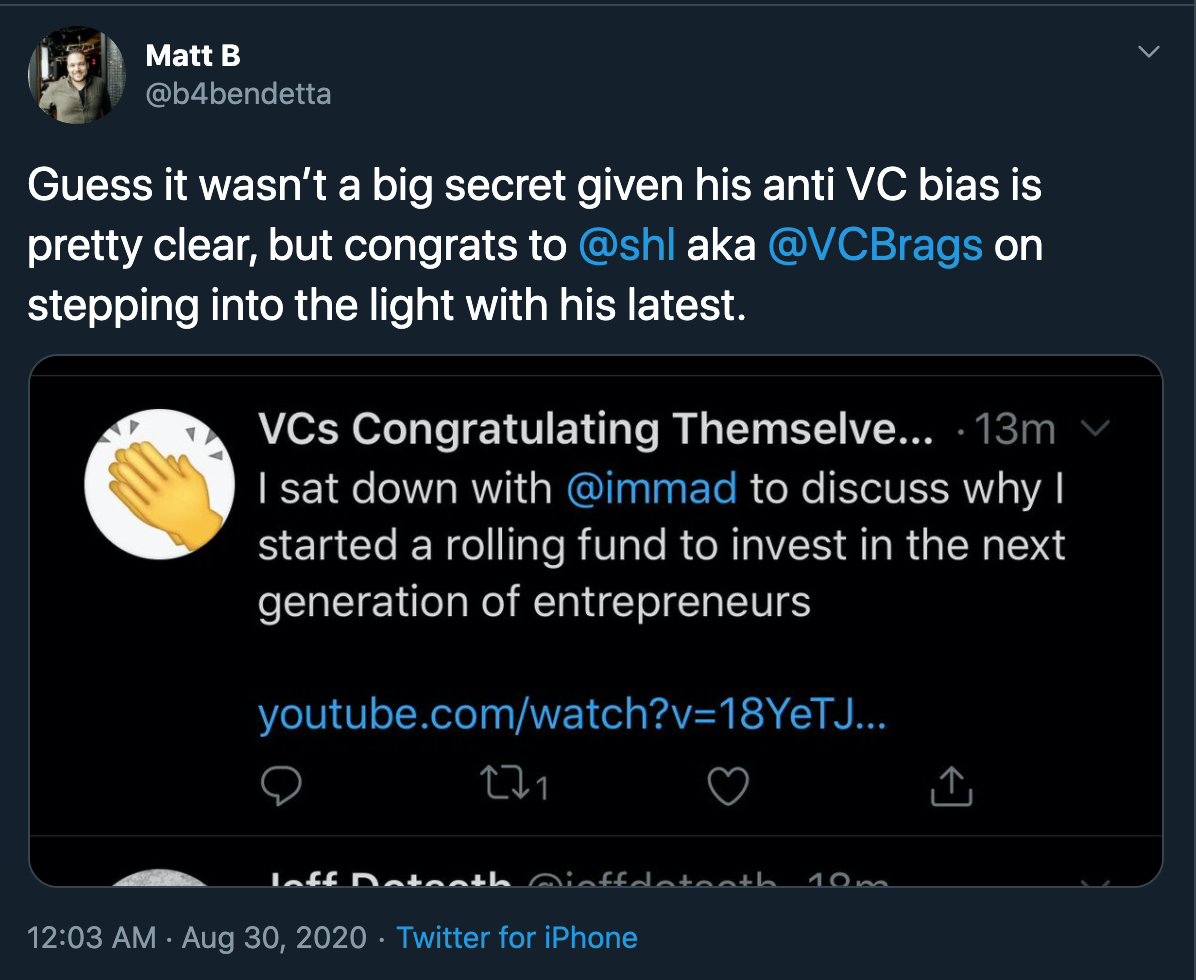 Matt B
@b4bendetta
Guess it wasn’t a big secret given his anti VC bias is
pretty clear, but congrats to @shl aka @VCBrags on
stepping into the light with his latest.
VCs Congratulating Themselve... · 13m
I sat down with @immad to discuss why I
started a rolling fund to invest in the next
generation of entrepreneurs
youtube.com/watch?v=18YeTJ...
1
12:03 AM · Aug 30, 2020 · Twitter for iPhone